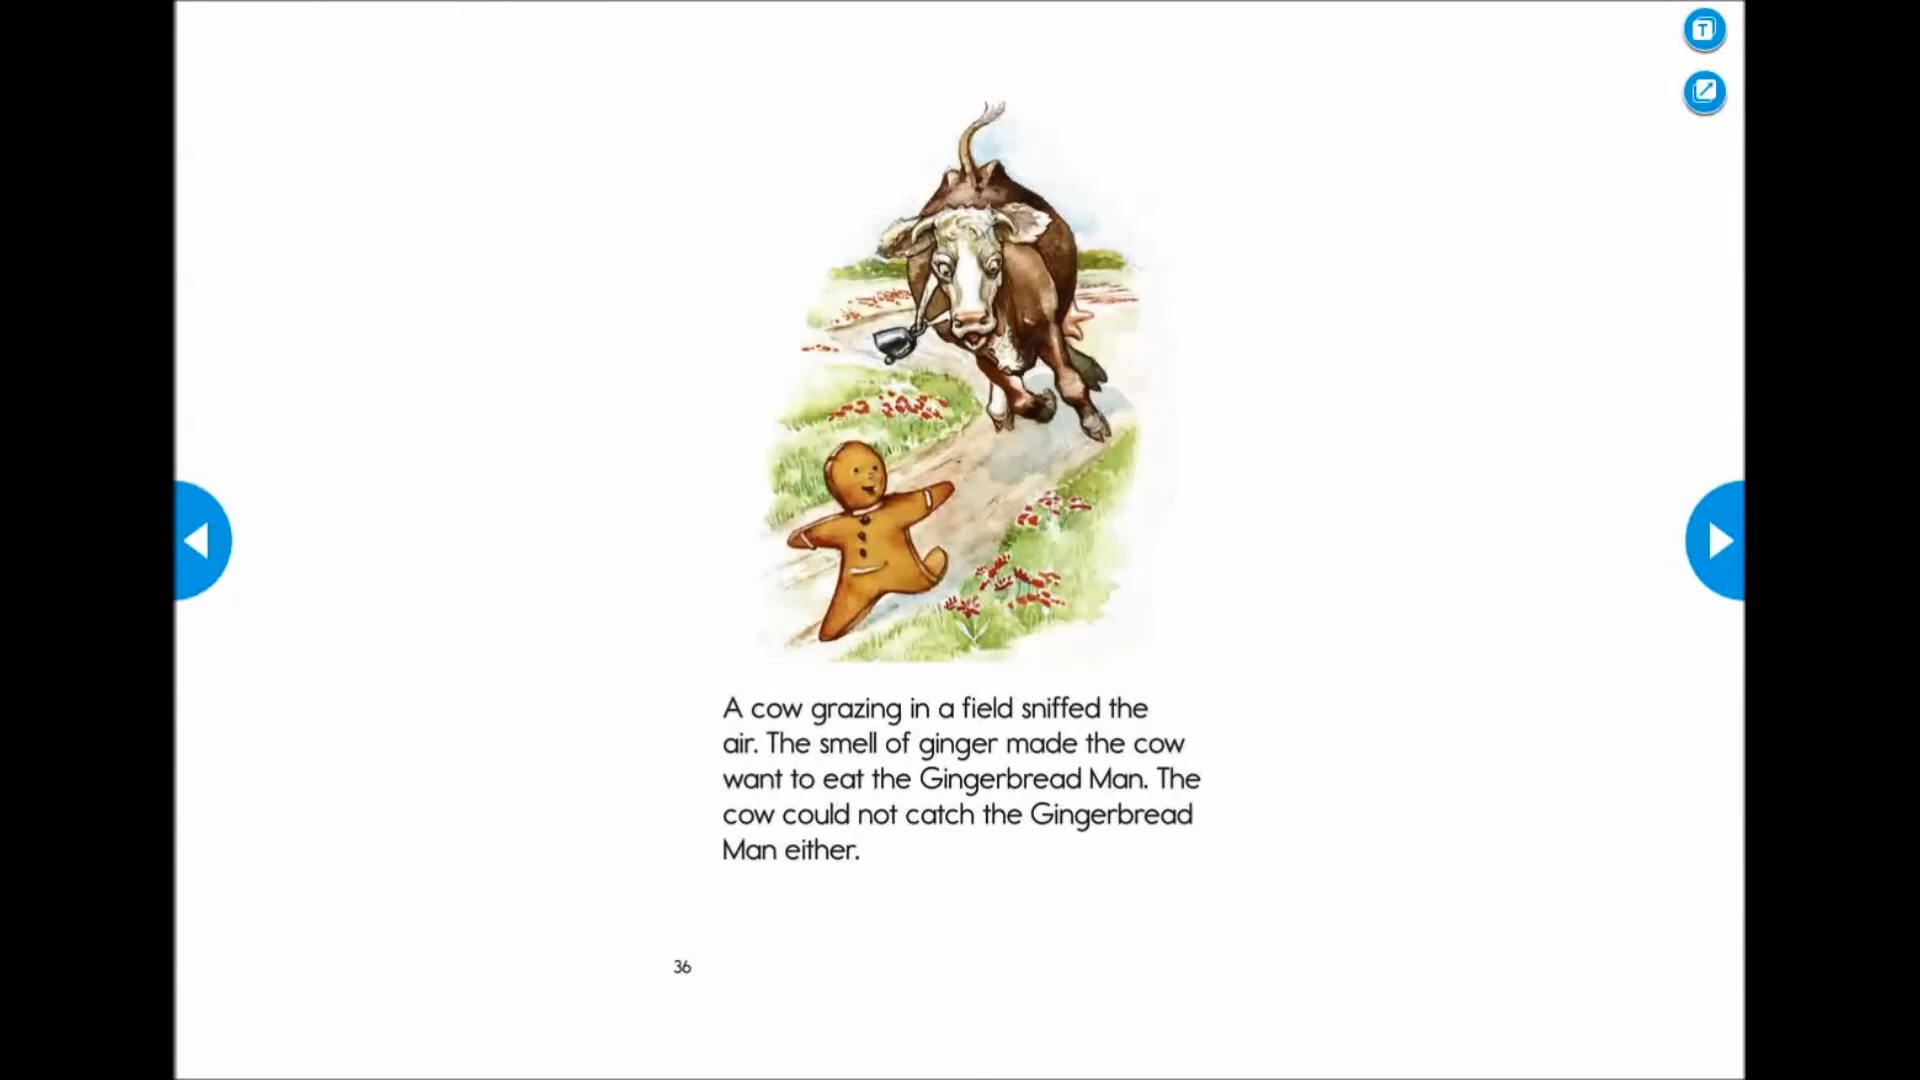 T
A cow grazing in a field sniffed the
air. The smell of ginger made the cow
want to eat the Gingerbread Man. The
cow could not catch the Gingerbread
Man either.
36